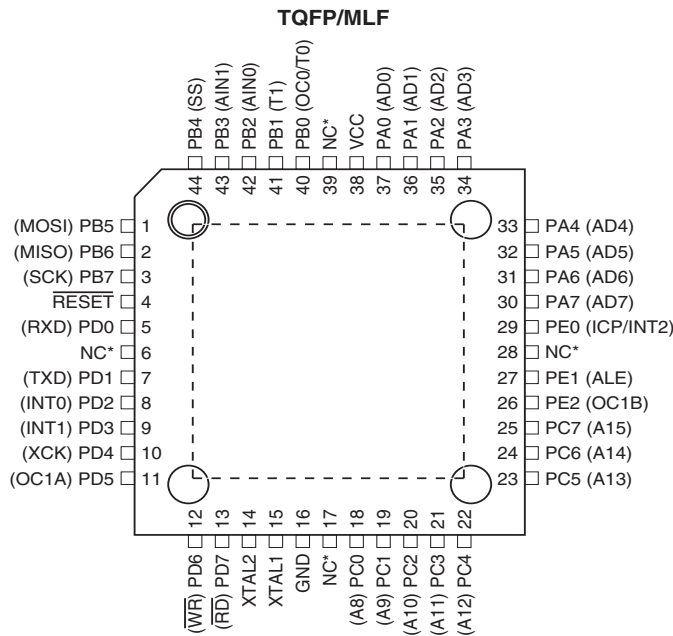 TQFP/MLF
PB4 (SS)
PB3 (AIN1)
PB2 (AIN0)
PB1 (T1)
PB0 (OC0/T0)
NC*
VCC
PA0 (AD0)
PA1 (AD1)
PA2 (AD2)
PA3 (AD3)
44
43
42
41
40
39
38
37
36
35
34
(MOSI) PB5 1
(MISO) PB6 2
(SCK) PB7 3
RESET 4
(RXD) PD0 5
NC* 6
(TXD) PD1 7
(INT0) PD2 8
(INT1) PD3 9
(XCK) PD4 10
(OC1A) PD5 11
33 PA4 (AD4)
32 PA5 (AD5)
31 PA6 (AD6)
30 PA7 (AD7)
29 PE0 (ICP/INT2)
28 NC*
27 PE1 (ALE)
26 PE2 (OC1B)
25 PC7 (A15)
24 PC6 (A14)
23 PC5 (A13)
12
13
14
15
16
17
18
19
20
21
22
(WR) PD6
(RD) PD7
XTAL2
XTAL1
GND
NC*
(A8) PC0
(A9) PC1
(A10) PC2
(A11) PC3
(A12) PC4